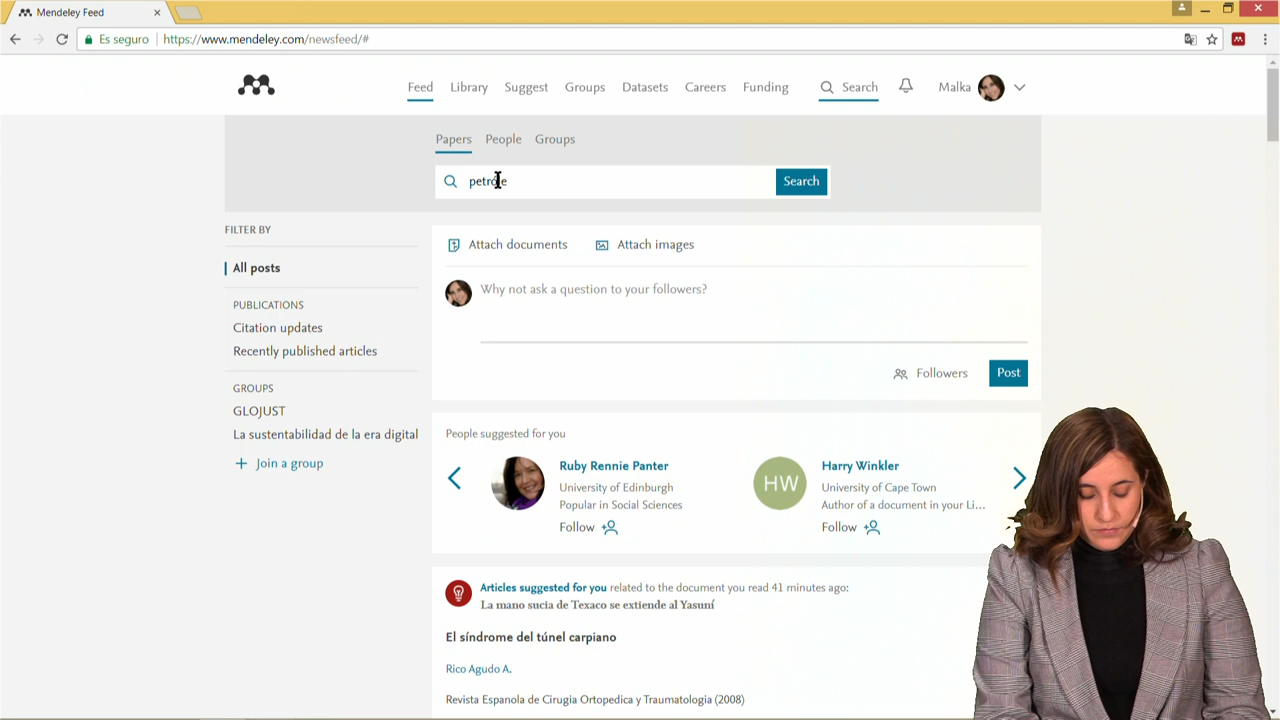 Mendeley Feed
Es seguro https://www.mendeley.com/newsfeed/#
Feed Library Suggest Groups Datasets Careers Funding Search Malka
Papers People Groups
Search
FILTER BY
All posts
PUBLICATIONS
Citation updates
Recently published articles
GROUPS
GLOJUST
La sustentabilidad de la era digital
Join a group
Attach documents Attach images
Why not ask a question to your followers?
Followers Post
People suggested for you
Ruby Rennie Panter
University of Edinburgh
Popular in Social Sciences
Follow
HW
Harry Winkler
University of Cape Town
Author of a document in your Li...
Follow
Articles suggested for you related to the document you read 41 minutes ago:
La mano sucia de Texaco se extiende al Yasuní
El síndrome del túnel carpiano
Rico Agudo A.
Revista Espanola de Cirugia Ortopedica y Traumatologia (2008)